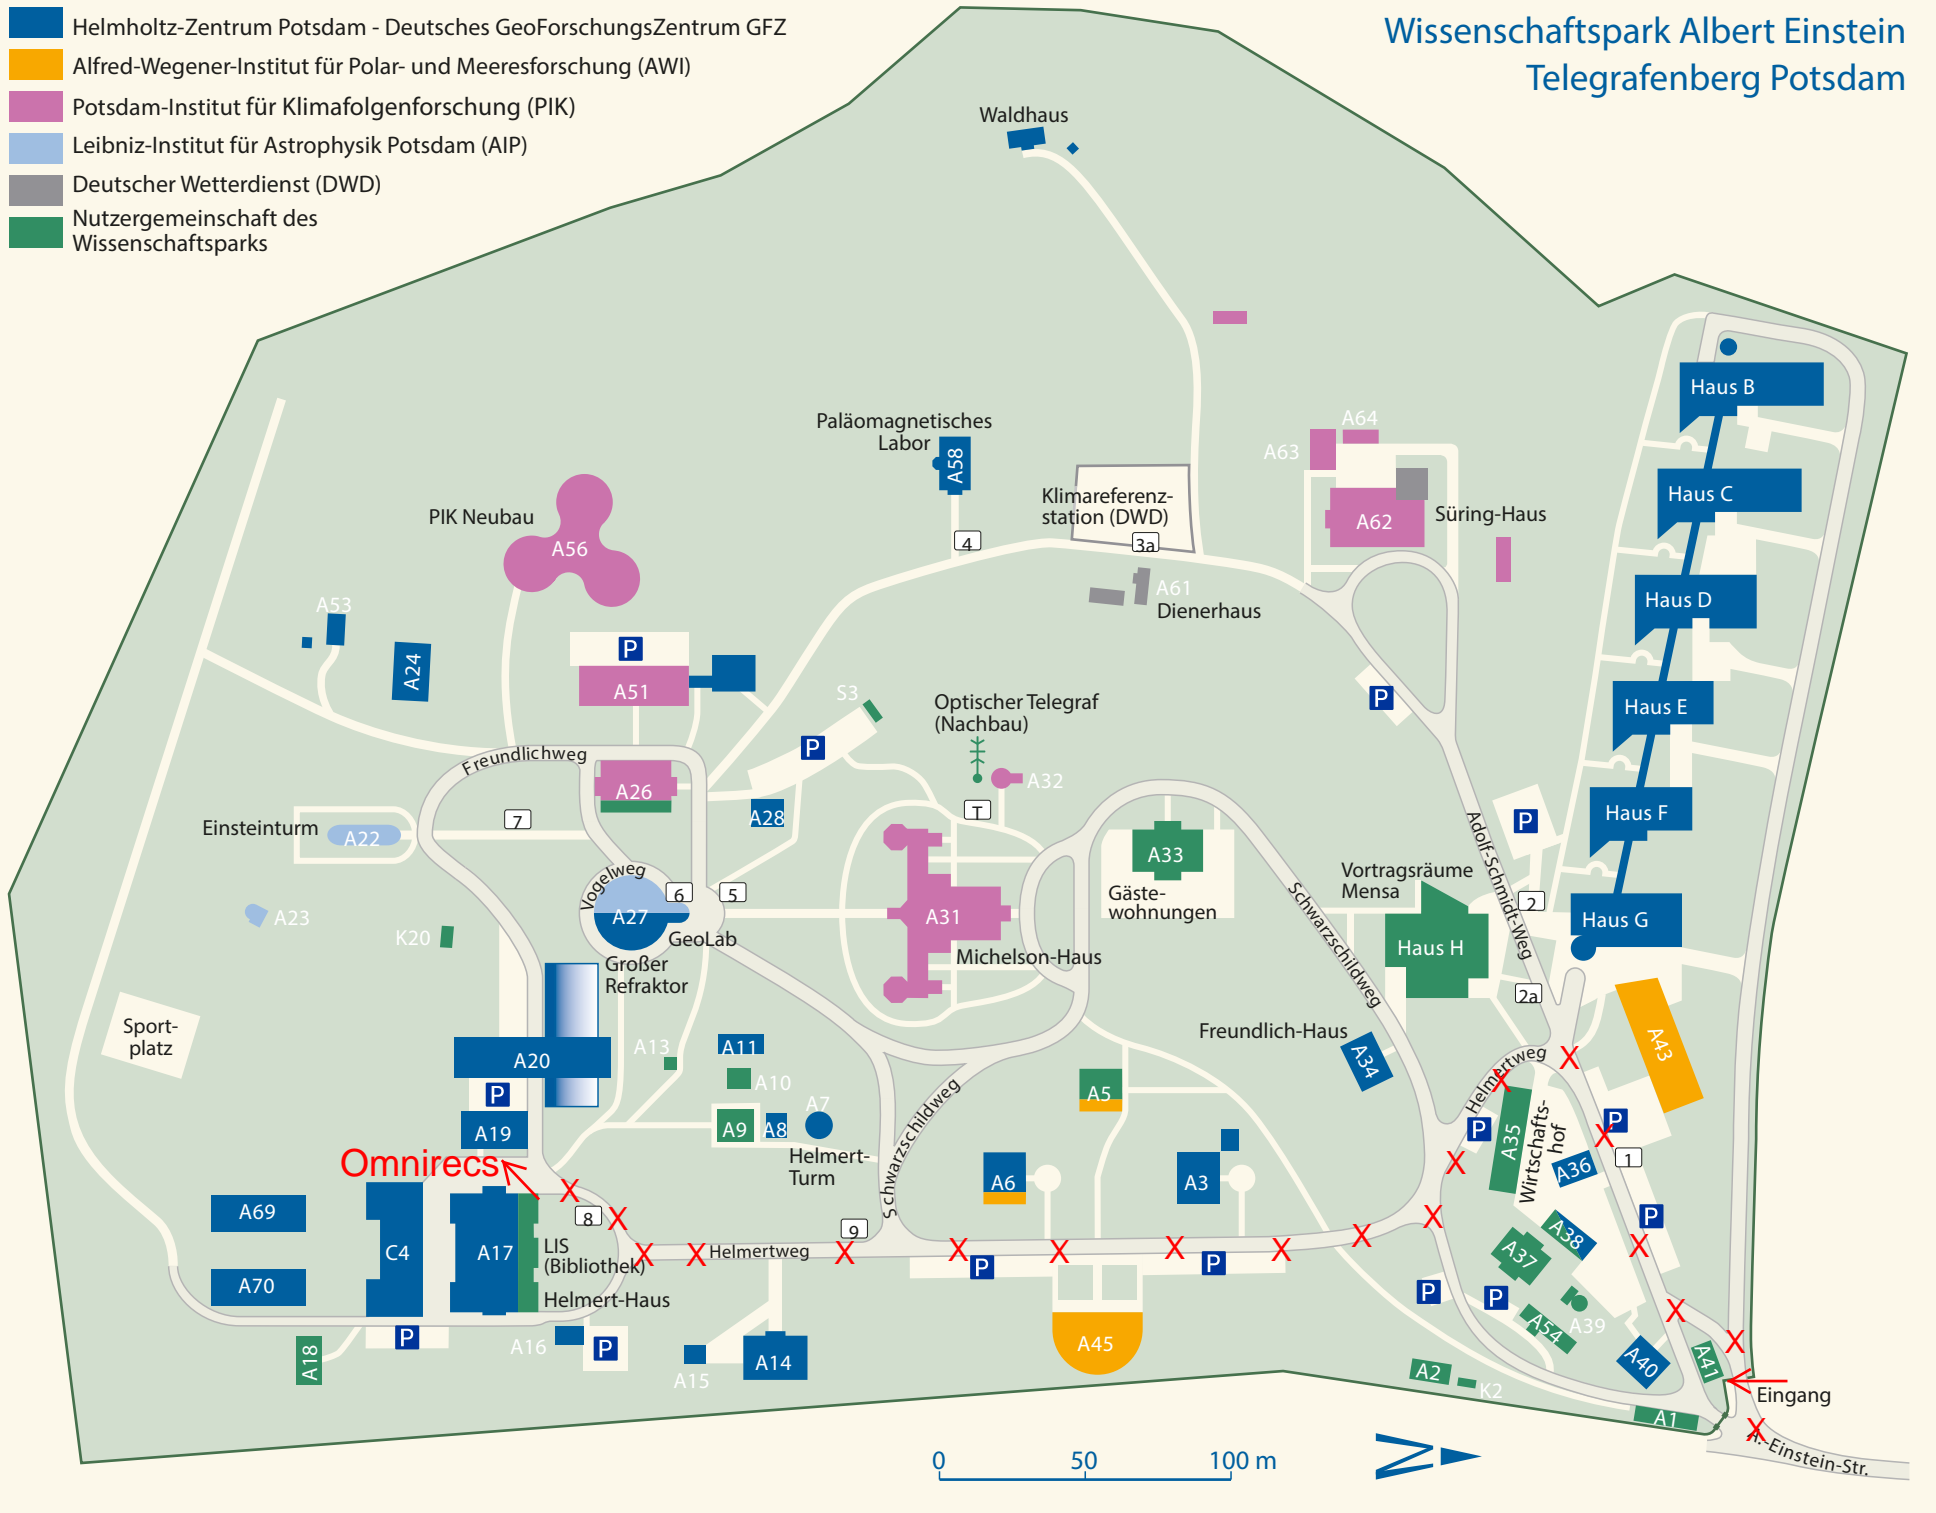 Helmholtz-Zentrum Potsdam - Deutsches GeoForschungsZentrum GFZ
Alfred-Wegener-Institut für Polar- und Meeresforschung (AWI)
Potsdam-Institut für Klimafolgenforschung (PIK)
Leibniz-Institut für Astrophysik Potsdam (AIP)
Deutscher Wetterdienst (DWD)
Nutzergemeinschaft des
Wissenschaftsparks
Wissenschaftspark Albert Einstein
Telegrafenberg Potsdam
Waldhaus
Haus B
Paläomagnetisches
Labor
A58
A64
A63
A62
Süring-Haus
Haus C
Klimareferenz-
station (DWD)
3a
4
PIK Neubau
A56
A61
Dienerhaus
Haus D
A53
A24
P
A51
S3
Optischer Telegraf
(Nachbau)
P
Haus E
Freundlichweg
P
A26
A32
A28
T
7
Einsteinturm
A22
P
Haus F
Adolf-Schmidt-Weg
A33
Gäste-
wohnungen
Vortragsräume
Mensa
Schwarzschildweg
Vogelweg
6
5
A27
GeoLab
Großer
Refraktor
A31
Michelson-Haus
2
Haus G
Haus H
A23
K20
2a
Sport-
platz
A20
P
A19
A13
A11
A10
A9
A8
A7
Helmert-
Turm
Schwarzschildweg
A5
Freundlich-Haus
A34
Helmertweg
A43
X
X
P
A35
Wirtschafts-
hof
P
X
1
A36
X
Omnirecs
A6
A3
A69
C4
A17
X
8
X
LIS
(Bibliothek)
X
X
Helmertweg
9
X
X
P
X
X
P
X
X
X
P
X
A38
A37
A70
Helmert-Haus
P
A18
A16
P
A15
A14
A45
P
P
A39
A54
X
X
A40
A41
A2
K2
Eingang
A1
X
A.-Einstein-Str.
0 50 100 m
N